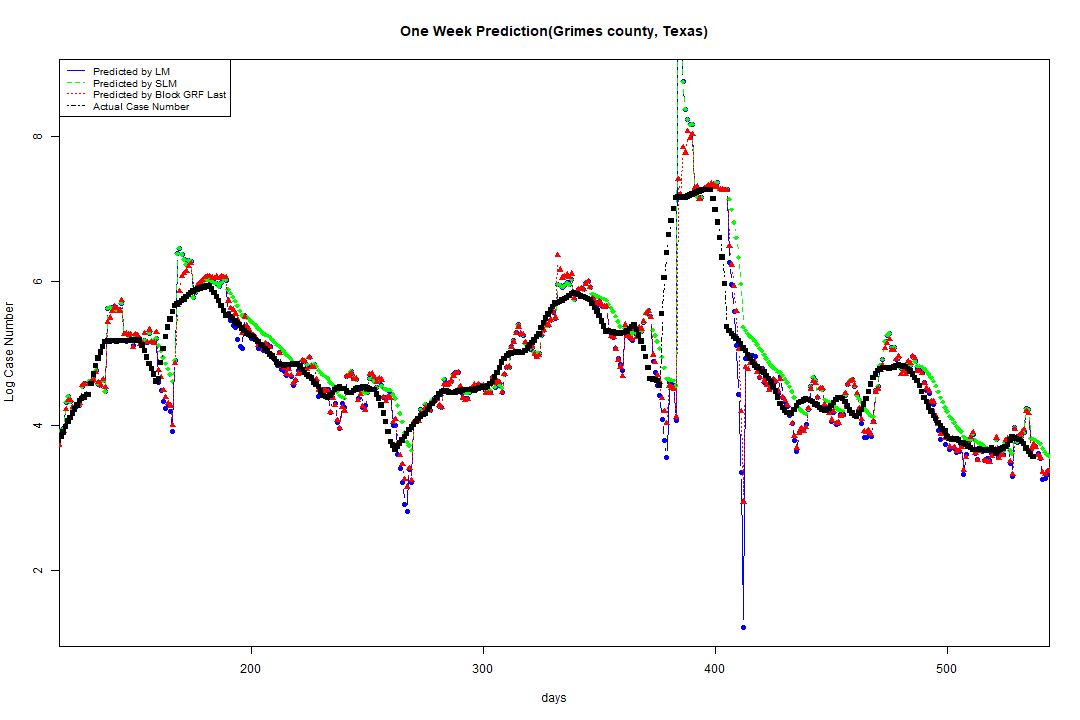 One Week Prediction(Grimes county, Texas)
Predicted by LM
Predicted by SLM
Predicted by Block GRF Last
Actual Case Number
Log Case Number
8
6
4
2
200 300 400 500
days